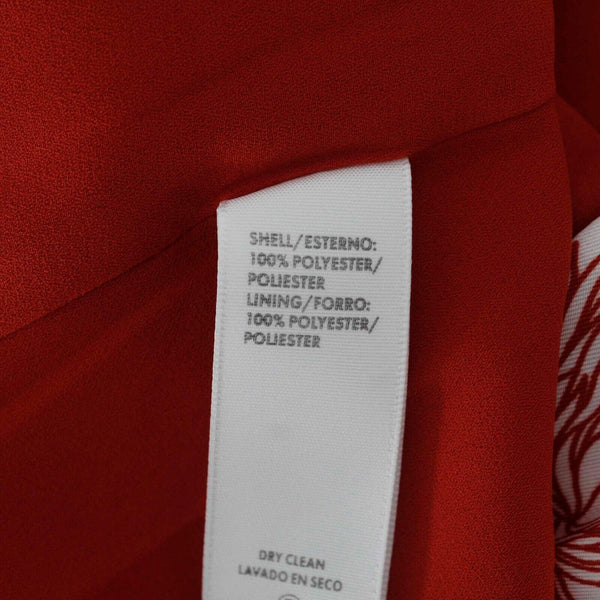 SHELL/ESTERNO:
100% POLYESTER/
POLIESTER
LINING/FORRO:
100% POLYESTER/
POLIESTER
DRY CLEAN
LAVADO EN SECO